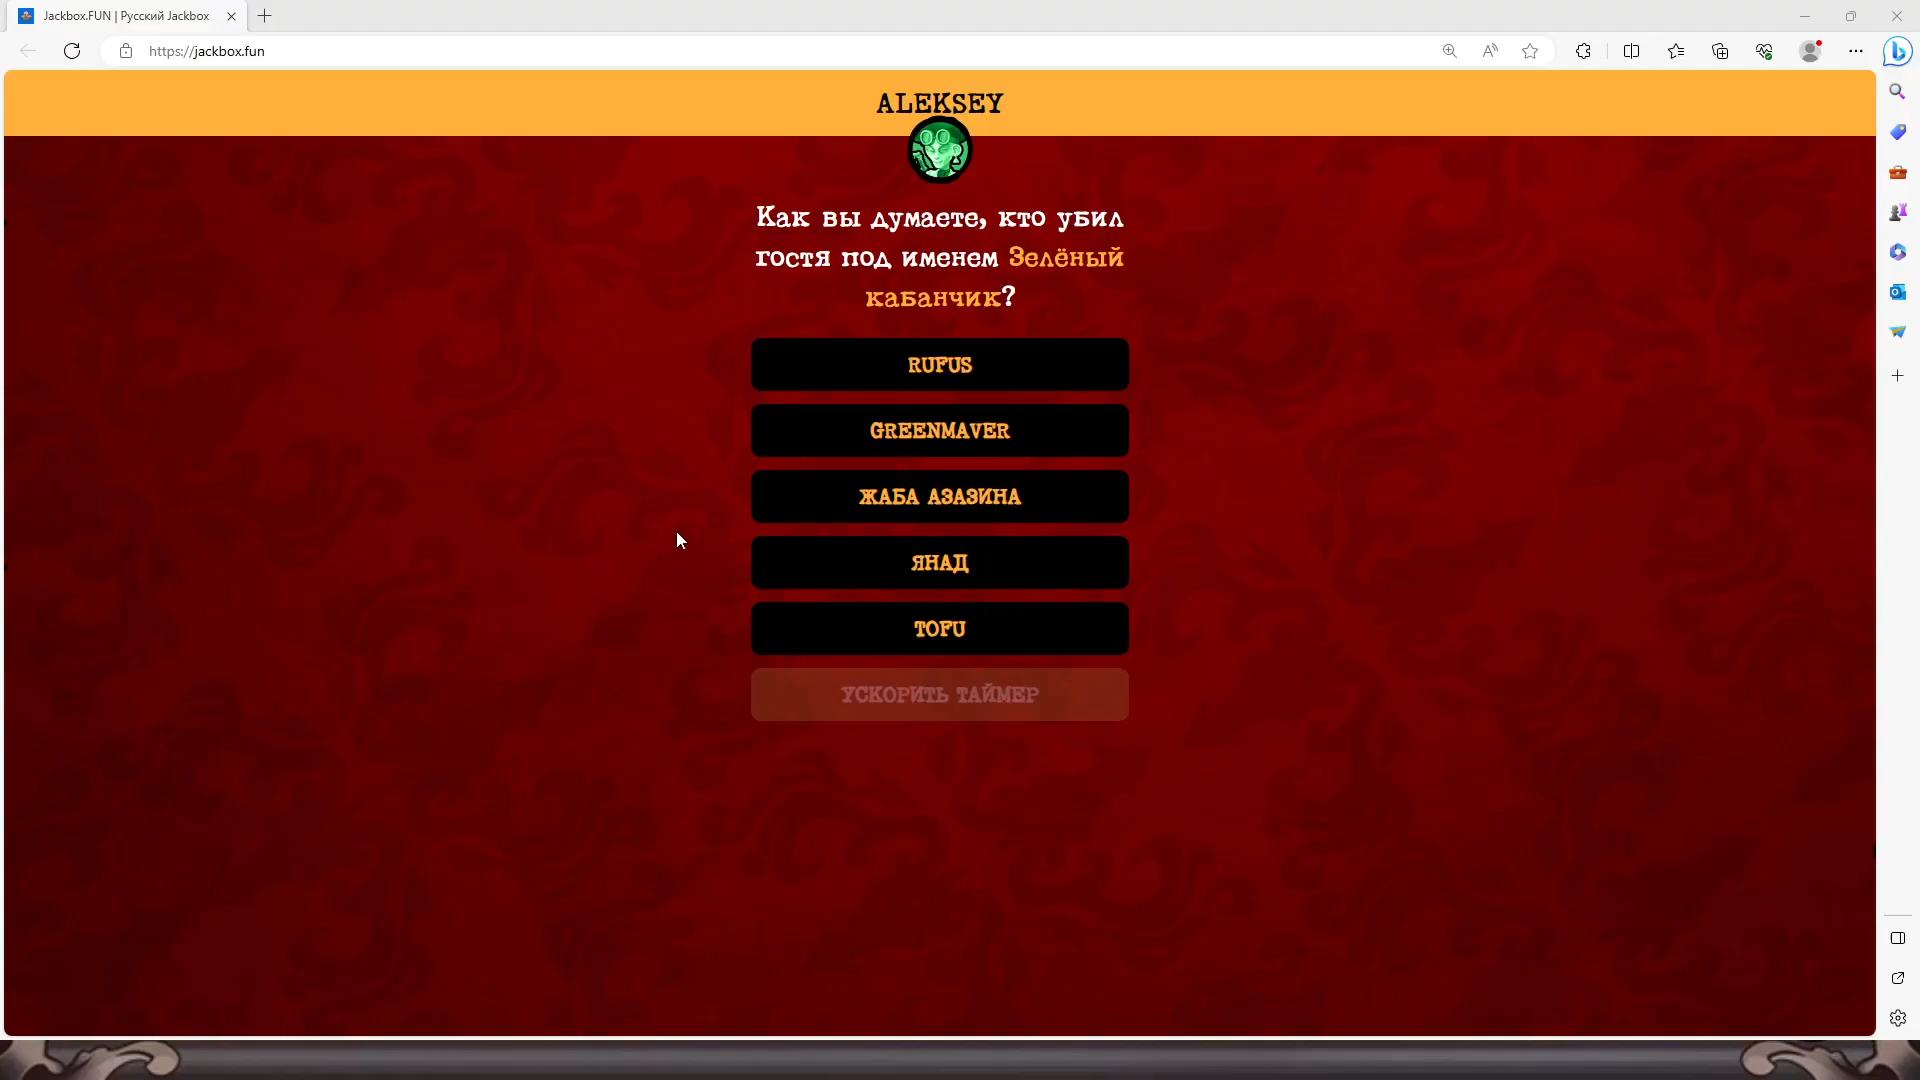 Jackbox.FUN | Русский Jackbox
https://jackbox.fun
ALEKSEY
Как вы думаете, кто убил
гостя под именем Зелёный
кабанчик?
RUFUS
GREENMAVER
ЖАБА АЗАЗИНА
ЯНАД
TOFU
УСКОРИТЬ ТАЙМЕР